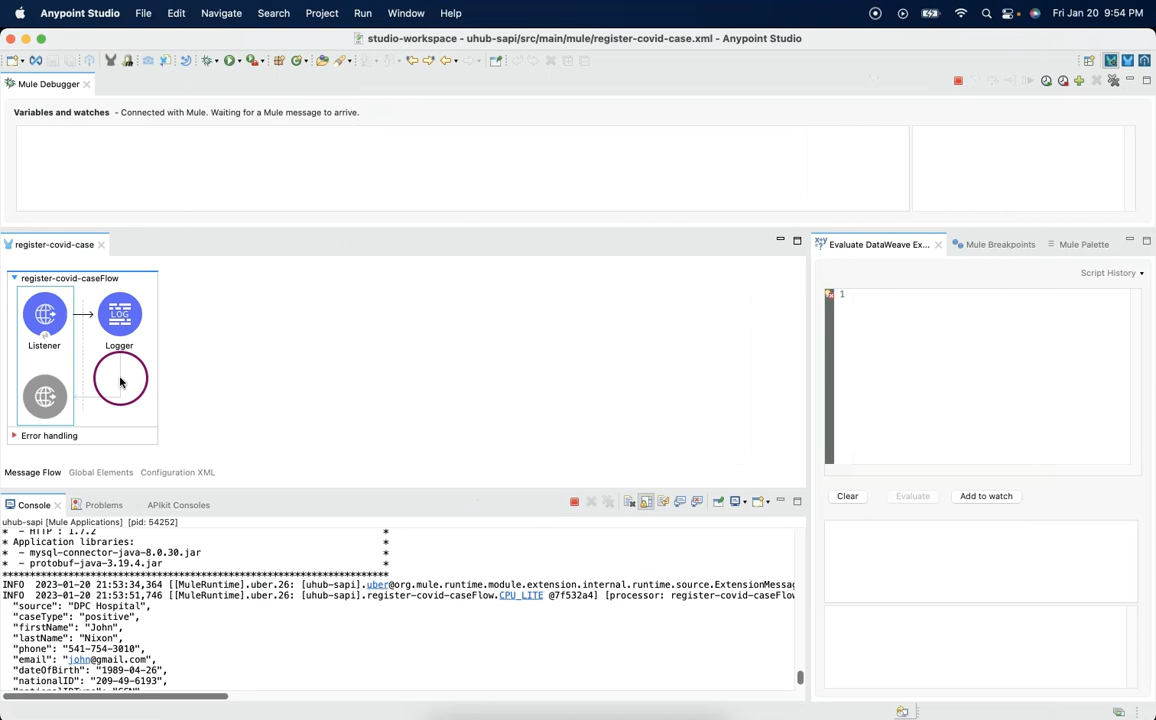 Anypoint Studio File Edit Navigate Search Project Run Window Help Fri Jan 20 9:54 PM
studio-workspace - uhub-sapi/src/main/mule/register-covid-case.xml - Anypoint Studio
Mule Debugger
Variables and watches - Connected with Mule. Waiting for a Mule message to arrive.
register-covid-case
Evaluate DataWeave Ex... Mule Breakpoints Mule Palette
Script History
register-covid-caseFlow
1
LOG
Listener Logger
Error handling
Message Flow Global Elements Configuration XML
Clear Evaluate Add to watch
Console Problems APIkit Consoles
uhub-sapi [Mule Applications] [pid: 54252]
* - HTTP : 1.7.2 *
* Application libraries: *
* - mysql-connector-java-8.0.30.jar *
* - protobuf-java-3.19.4.jar *
INFO 2023-01-20 21:53:34,364 [[MuleRuntime].uber.26: [uhub-sapi].uber@org.mule.runtime.module.extension.internal.runtime.source.ExtensionMessag
INFO 2023-01-20 21:53:51,746 [[MuleRuntime].uber.26: [uhub-sapi].register-covid-caseFlow.CPU_LITE @7f532a4] [processor: register-covid-caseFlow
"source": "DPC Hospital",
"caseType": "positive",
"firstName": "John",
"lastName": "Nixon",
"phone": "541-754-3010",
"email": "john@gmail.com",
"dateOfBirth": "1989-04-26",
"nationalID": "209-49-6193",
"nationalIDType": "SSN"